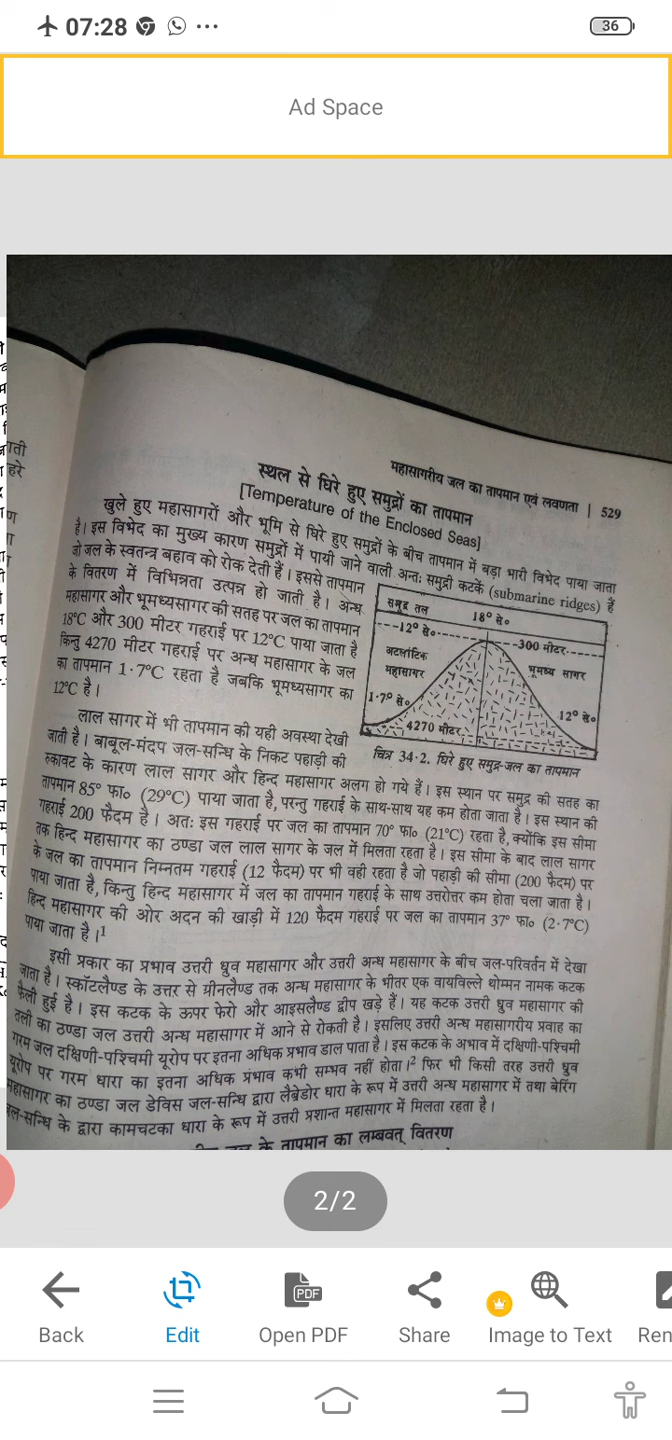 07:28
36
Ad Space
महासागरीय जल का तापमान एवं लवणता | 529
स्थल से घिरे हुए समुद्रों का तापमान
[Temperature of the Enclosed Seas]
खुले हुए महासागरों और भूमि से घिरे हुए समुद्रों के बीच तापमान में बड़ा भारी विभेद पाया जाता
है। इस विभेद का मुख्य कारण समुद्रों में पायी जाने वाली अन्तः समुद्री कटकें (submarine ridges) हैं
जो जल के स्वतन्त्र बहाव को रोक देती हैं। इससे तापमान
के वितरण में विभिन्नता उत्पन्न हो जाती है। अन्ध
महासागर और भूमध्यसागर की सतह पर जल का तापमान
18°C और 300 मीटर गहराई पर 12°C पाया जाता है
किन्तु 4270 मीटर गहराई पर अन्ध महासागर के जल
का तापमान 1·7°C रहता है जबकि भूमध्यसागर का
12°C है।
समुद्र तल
18° से०
12° से०
300 मीटर
अटलांटिक
महासागर
भूमध्य सागर
1·7° से०
12° से०
4270 मीटर
चित्र 34·2. घिरे हुए समुद्र-जल का तापमान
लाल सागर में भी तापमान की यही अवस्था देखी
जाती है। बाबूल-मंदप जल-सन्धि के निकट पहाड़ी की
रुकावट के कारण लाल सागर और हिन्द महासागर अलग हो गये हैं। इस स्थान पर समुद्र की सतह का
तापमान 85° फा० (29°C) पाया जाता है, परन्तु गहराई के साथ-साथ यह कम होता जाता है। इस स्थान की
गहराई 200 फैदम है। अतः इस गहराई पर जल का तापमान 70° फा० (21°C) रहता है, क्योंकि इस सीमा
तक हिन्द महासागर का ठण्डा जल लाल सागर के जल में मिलता रहता है। इस सीमा के बाद लाल सागर
के जल का तापमान निम्नतम गहराई (12 फैदम) पर भी वही रहता है जो पहाड़ी की सीमा (200 फैदम) पर
पाया जाता है, किन्तु हिन्द महासागर में जल का तापमान गहराई के साथ उत्तरोत्तर कम होता चला जाता है।
हिन्द महासागर की ओर अदन की खाड़ी में 120 फैदम गहराई पर जल का तापमान 37° फा० (2·7°C)
पाया जाता है।1
इसी प्रकार का प्रभाव उत्तरी ध्रुव महासागर और उत्तरी अन्ध महासागर के बीच जल-परिवर्तन में देखा
जाता है। स्कॉटलैण्ड के उत्तर से ग्रीनलैण्ड तक अन्ध महासागर के भीतर एक वायविल्ले थोम्मन नामक कटक
फैली हुई है। इस कटक के ऊपर फेरो और आइसलैण्ड द्वीप खड़े हैं। यह कटक उत्तरी ध्रुव महासागर की
तली का ठण्डा जल उत्तरी अन्ध महासागर में आने से रोकती है। इसलिए उत्तरी अन्ध महासागरीय प्रवाह का
गरम जल दक्षिणी-पश्चिमी यूरोप पर इतना अधिक प्रभाव डाल पाता है। इस कटक के अभाव में दक्षिणी-पश्चिमी
यूरोप पर गरम धारा का इतना अधिक प्रभाव कभी सम्भव नहीं होता।2 फिर भी किसी तरह उत्तरी ध्रुव
महासागर का ठण्डा जल डेविस जल-सन्धि द्वारा लैब्रेडोर धारा के रूप में उत्तरी अन्ध महासागर में तथा बेरिंग
जल-सन्धि के द्वारा कामचटका धारा के रूप में उत्तरी प्रशान्त महासागर में मिलता रहता है।
के तापमान का लम्बवत् वितरण
2/2
Back
Edit
PDF
Open PDF
Share
Image to Text
Ren